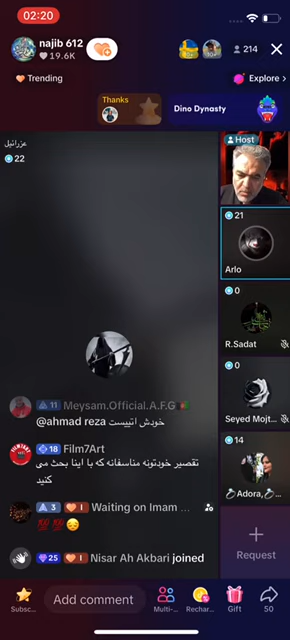 02:20
najib 612
19.6K
214
Trending
Explore >
Thanks
Dino Dynasty
عزرائیل
22
Host
21
Arlo
0
R.Sadat
0
Seyed Mojt...
14
Adora,...
11 Meysam.Official.A.F.G
@ahmad reza خودش اتییست
18 Film7Art
تقصیر خودتونه متاسفانه که با اینا بحث می
کنید
3 1 Waiting on Imam ...
💯💯😔
25 1 Nisar Ah Akbari joined
Request
Subsc...
Add comment
Multi-...
Rechar...
Gift
50